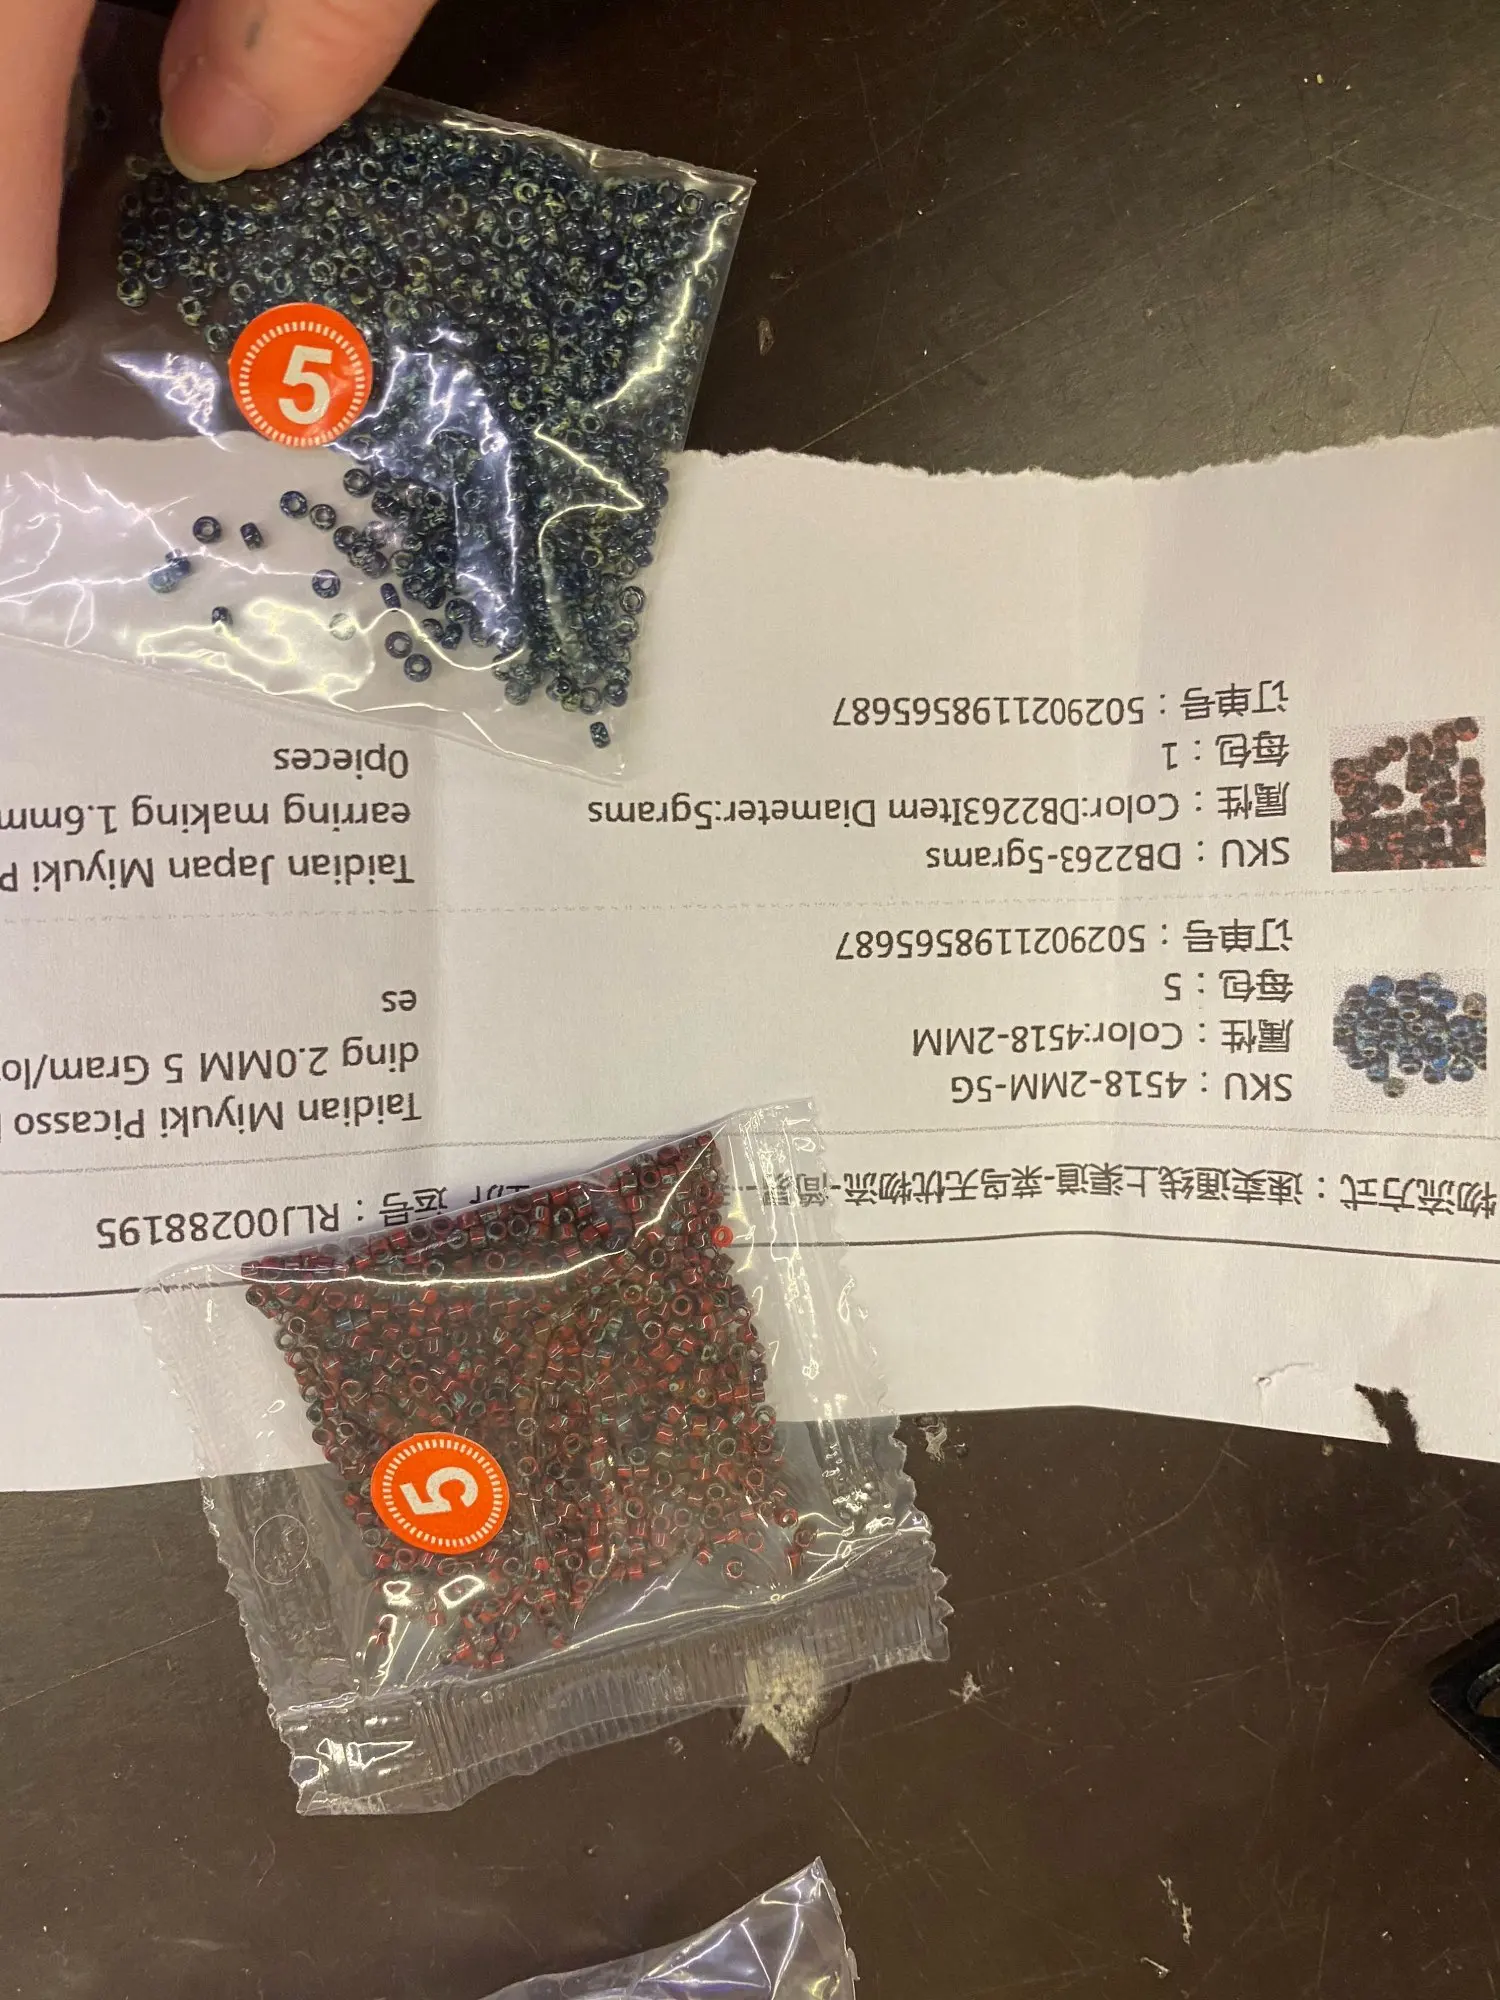 物流方式：速卖通线上渠道-菜鸟无忧物流-简
运号：RLJ00288195
SKU：4518-2MM-5G
属性：Color:4518-2MM
每包：5
订单号：5029021198565687
Taidian Miyuki Picasso
ding 2.0MM 5 Gram/lo
es
SKU：DB2263-5grams
属性：Color:DB2263Item Diameter:5grams
每包：1
订单号：5029021198565687
Taidian Japan Miyuki P
earring making 1.6mm
0pieces
5
5